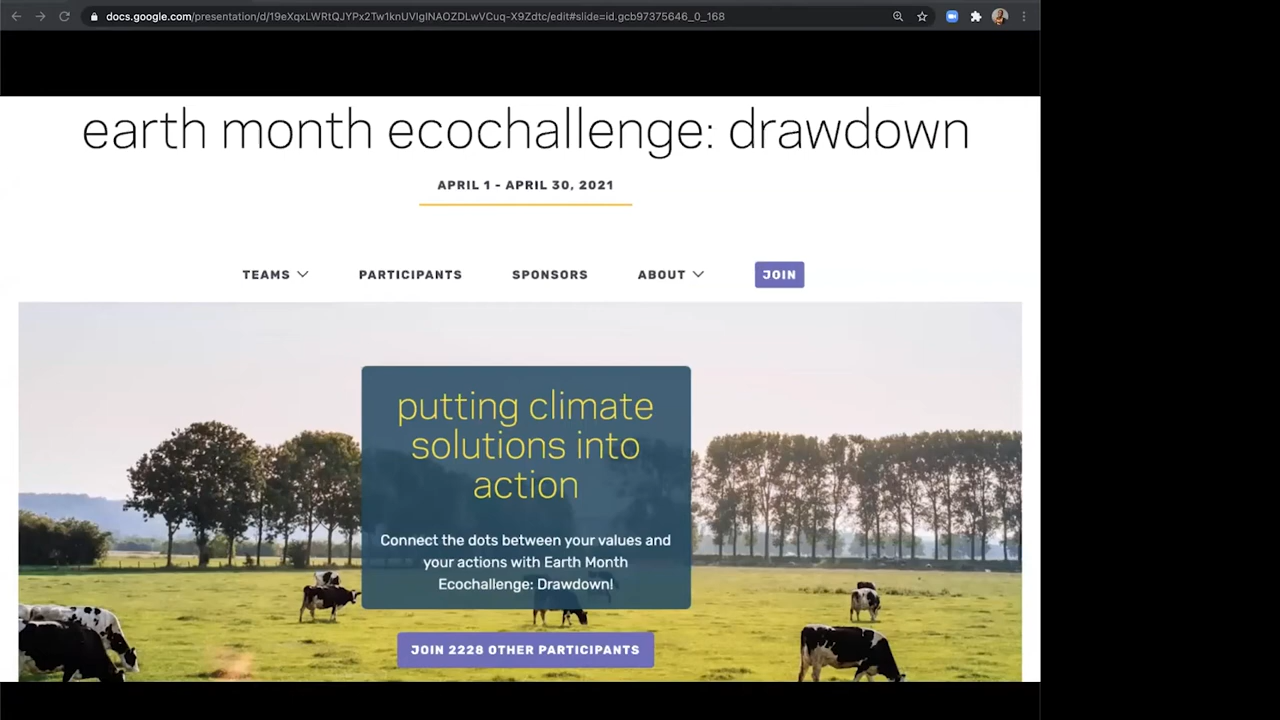 docs.google.com/presentation/d/19eXqxLWRtQJYPx2Tw1knUVIgINAOZDLwVCuq-X9Zdtc/edit#slide=id.gcb97375646_0_168
earth month ecochallenge: drawdown
APRIL 1 - APRIL 30, 2021
TEAMS PARTICIPANTS SPONSORS ABOUT JOIN
putting climate
solutions into
action
Connect the dots between your values and
your actions with Earth Month
Ecochallenge: Drawdown!
JOIN 2228 OTHER PARTICIPANTS